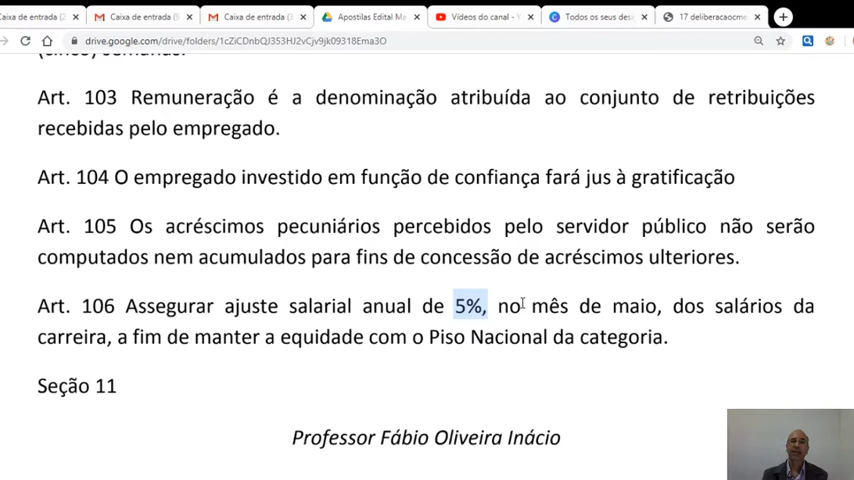 Caixa de entrada (2
Caixa de entrada (6
Caixa de entrada (
Apostilas Edital Ma
Vídeos do canal - Y
Todos os seus des
17 deliberacaocme
drive.google.com/drive/folders/1cZiCDnbQJ353HJ2vCjv9jk09318Ema3O
Art. 103 Remuneração é a denominação atribuída ao conjunto de retribuições
recebidas pelo empregado.
Art. 104 O empregado investido em função de confiança fará jus à gratificação
Art. 105 Os acréscimos pecuniários percebidos pelo servidor público não serão
computados nem acumulados para fins de concessão de acréscimos ulteriores.
Art. 106 Assegurar ajuste salarial anual de 5%, no mês de maio, dos salários da
carreira, a fim de manter a equidade com o Piso Nacional da categoria.
Seção 11
Professor Fábio Oliveira Inácio